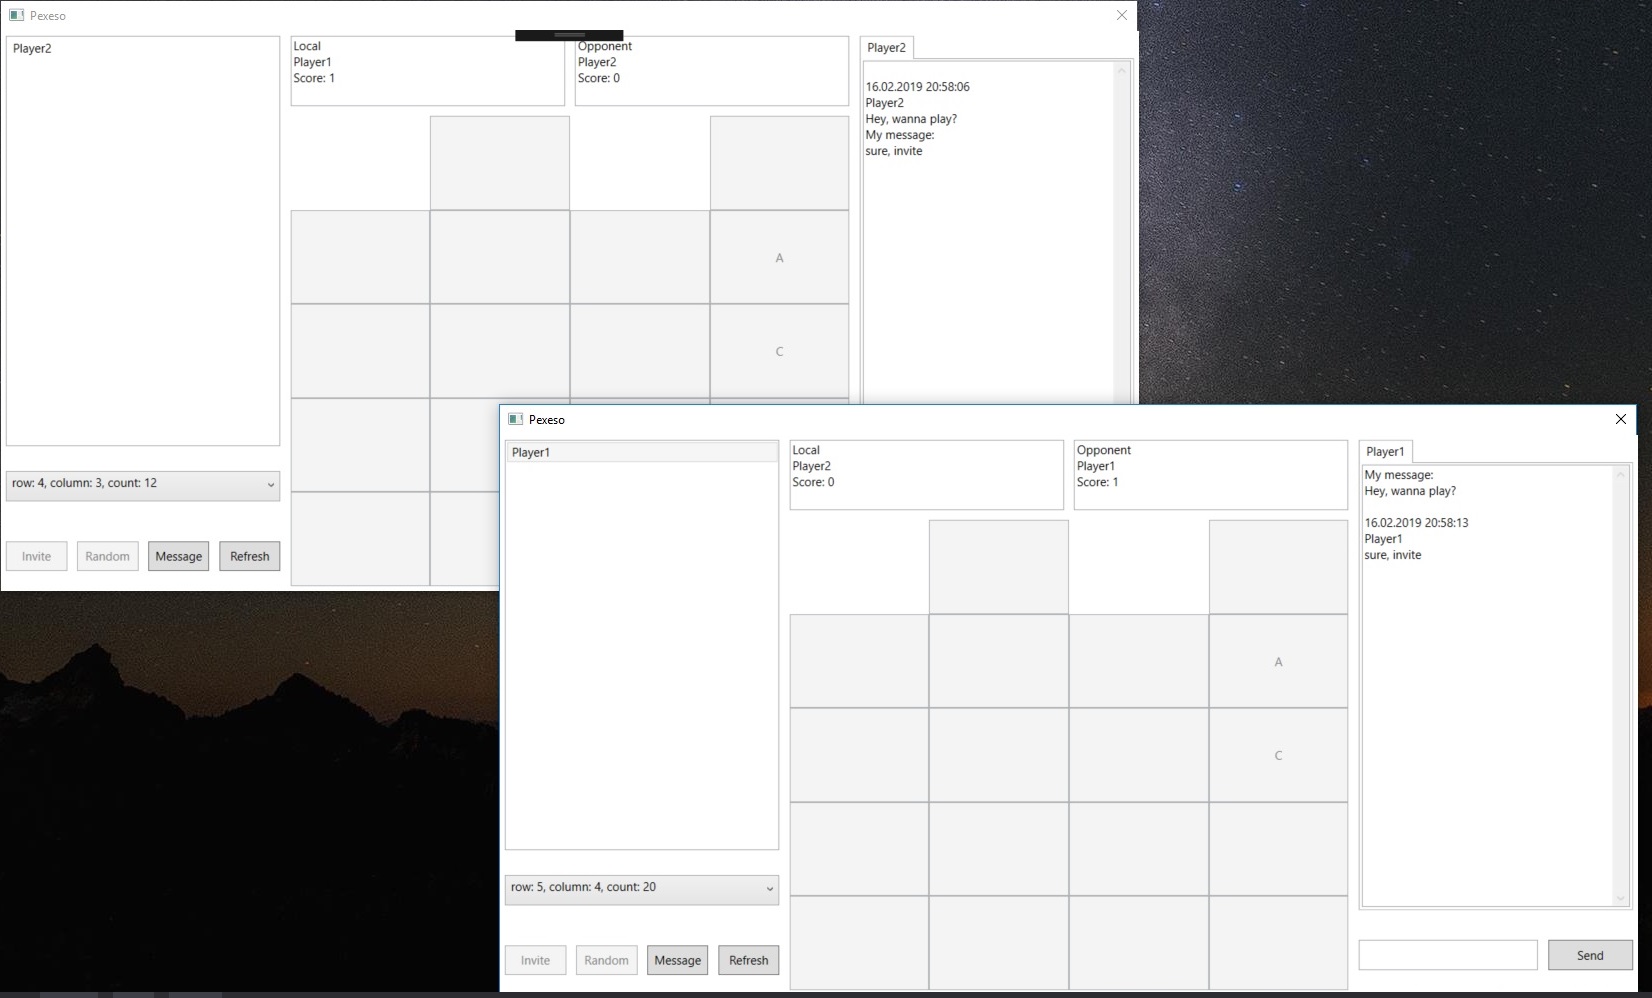 Pexeso
Player2
Local
Player1
Score: 1
Opponent
Player2
Score: 0
Player2
16.02.2019 20:58:06
Player2
Hey, wanna play?
My message:
sure, invite
A
C
row: 4, column: 3, count: 12
Invite
Random
Message
Refresh
Pexeso
Player1
Local
Player2
Score: 0
Opponent
Player1
Score: 1
Player1
My message:
Hey, wanna play?
16.02.2019 20:58:13
Player1
sure, invite
A
C
row: 5, column: 4, count: 20
Invite
Random
Message
Refresh
Send